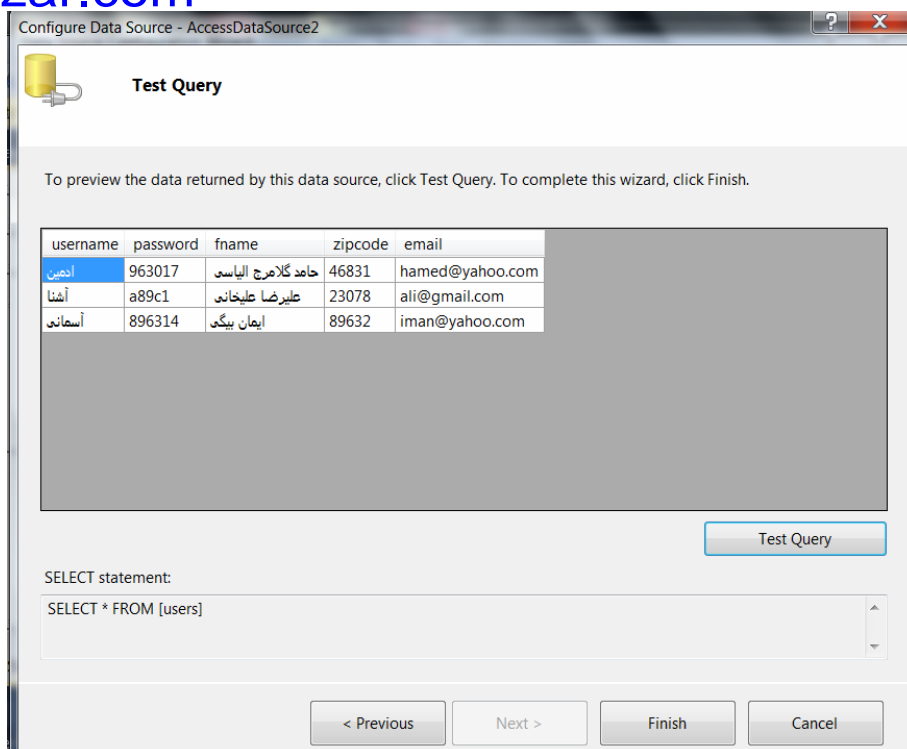 zar.com
Configure Data Source - AccessDataSource2
Test Query
To preview the data returned by this data source, click Test Query. To complete this wizard, click Finish.
username password fname zipcode email
ادمین 963017 حامد گلامرج الیاسی 46831 hamed@yahoo.com
آشنا a89c1 علیرضا علیخانی 23078 ali@gmail.com
آسمانی 896314 ایمان بیگی 89632 iman@yahoo.com
Test Query
SELECT statement:
SELECT * FROM [users]
< Previous Next > Finish Cancel